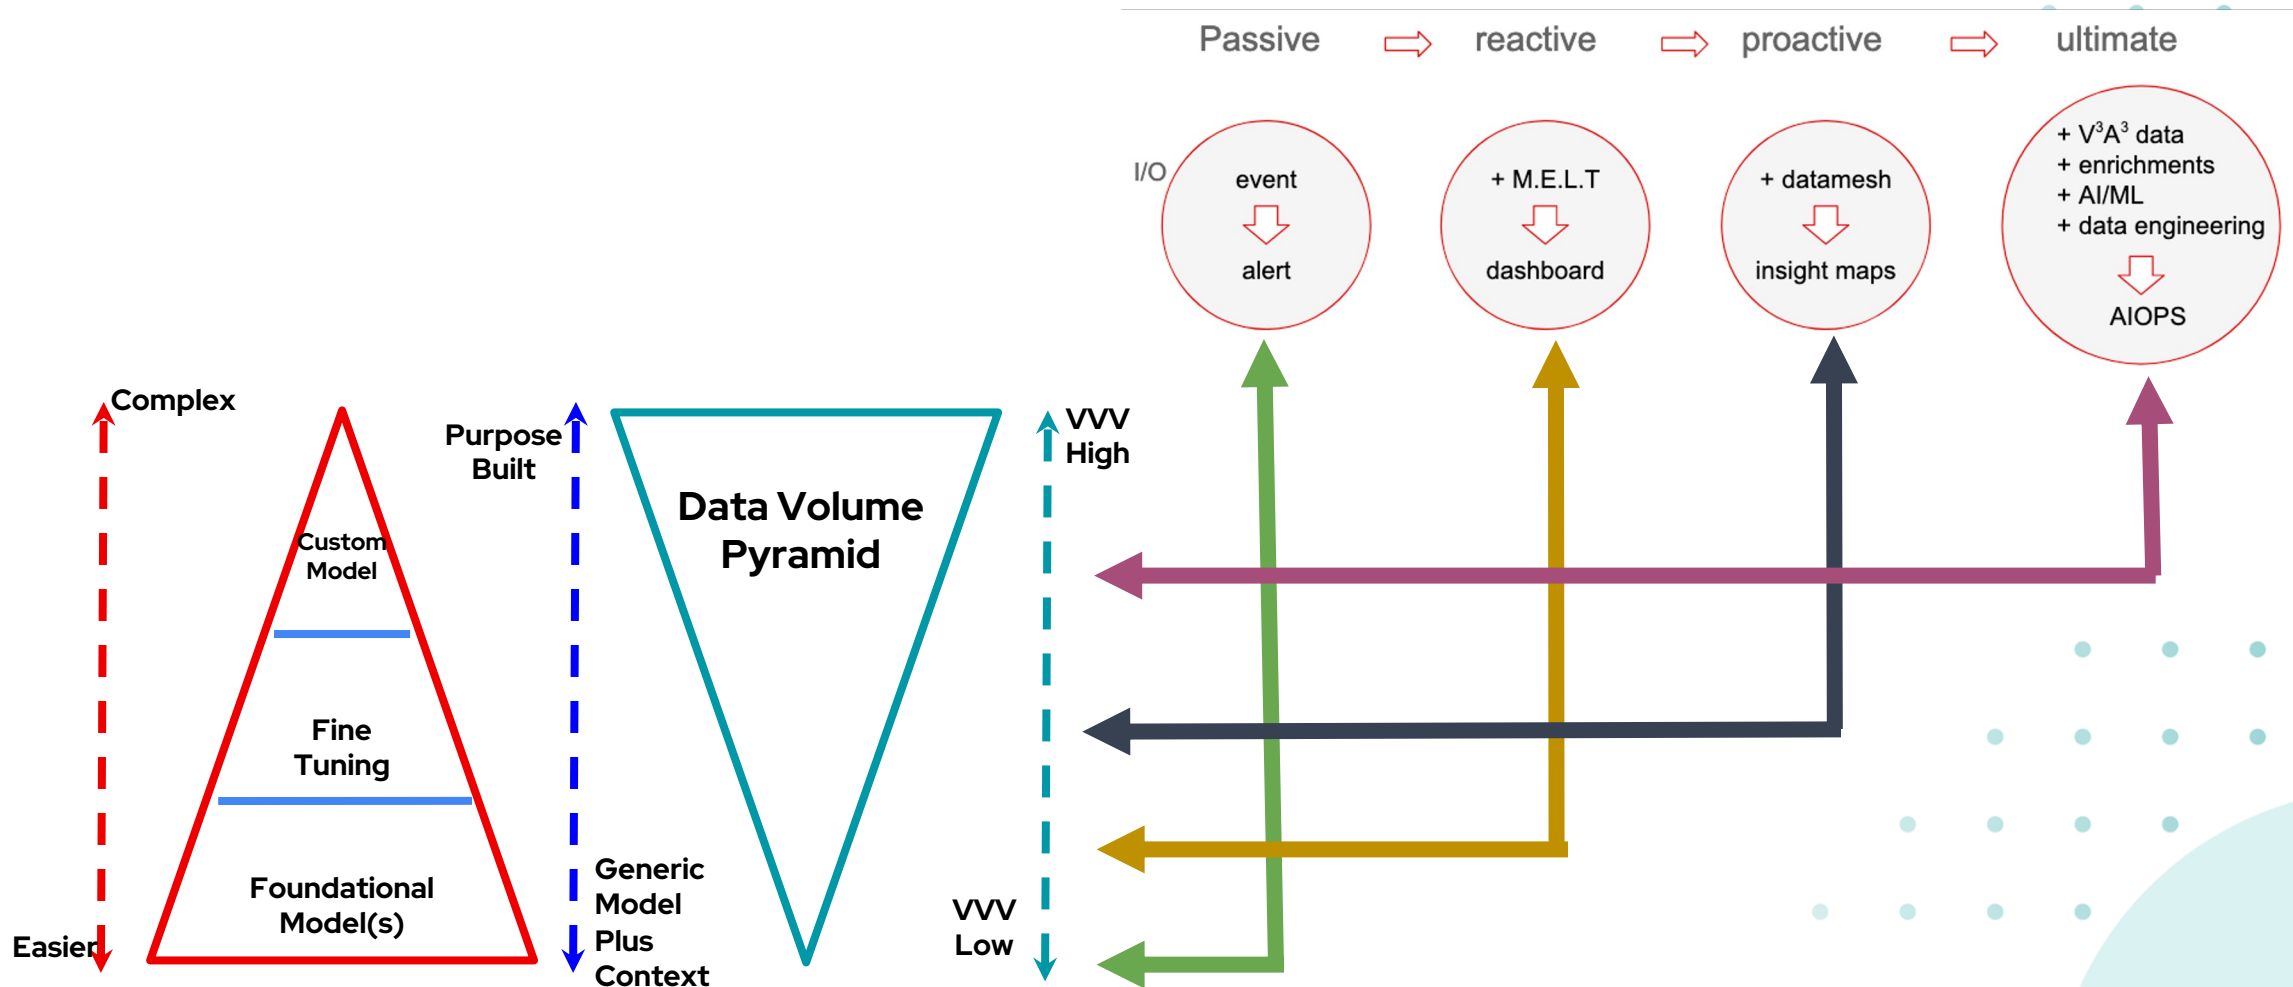 Passive
reactive
proactive
ultimate
I/O
event
alert
+ M.E.L.T
dashboard
+ datamesh
insight maps
+ V³A³ data
+ enrichments
+ AI/ML
+ data engineering
AIOPS
Complex
Easier
Custom
Model
Fine
Tuning
Foundational
Model(s)
Purpose
Built
Generic
Model
Plus
Context
Data Volume
Pyramid
VVV
High
VVV
Low